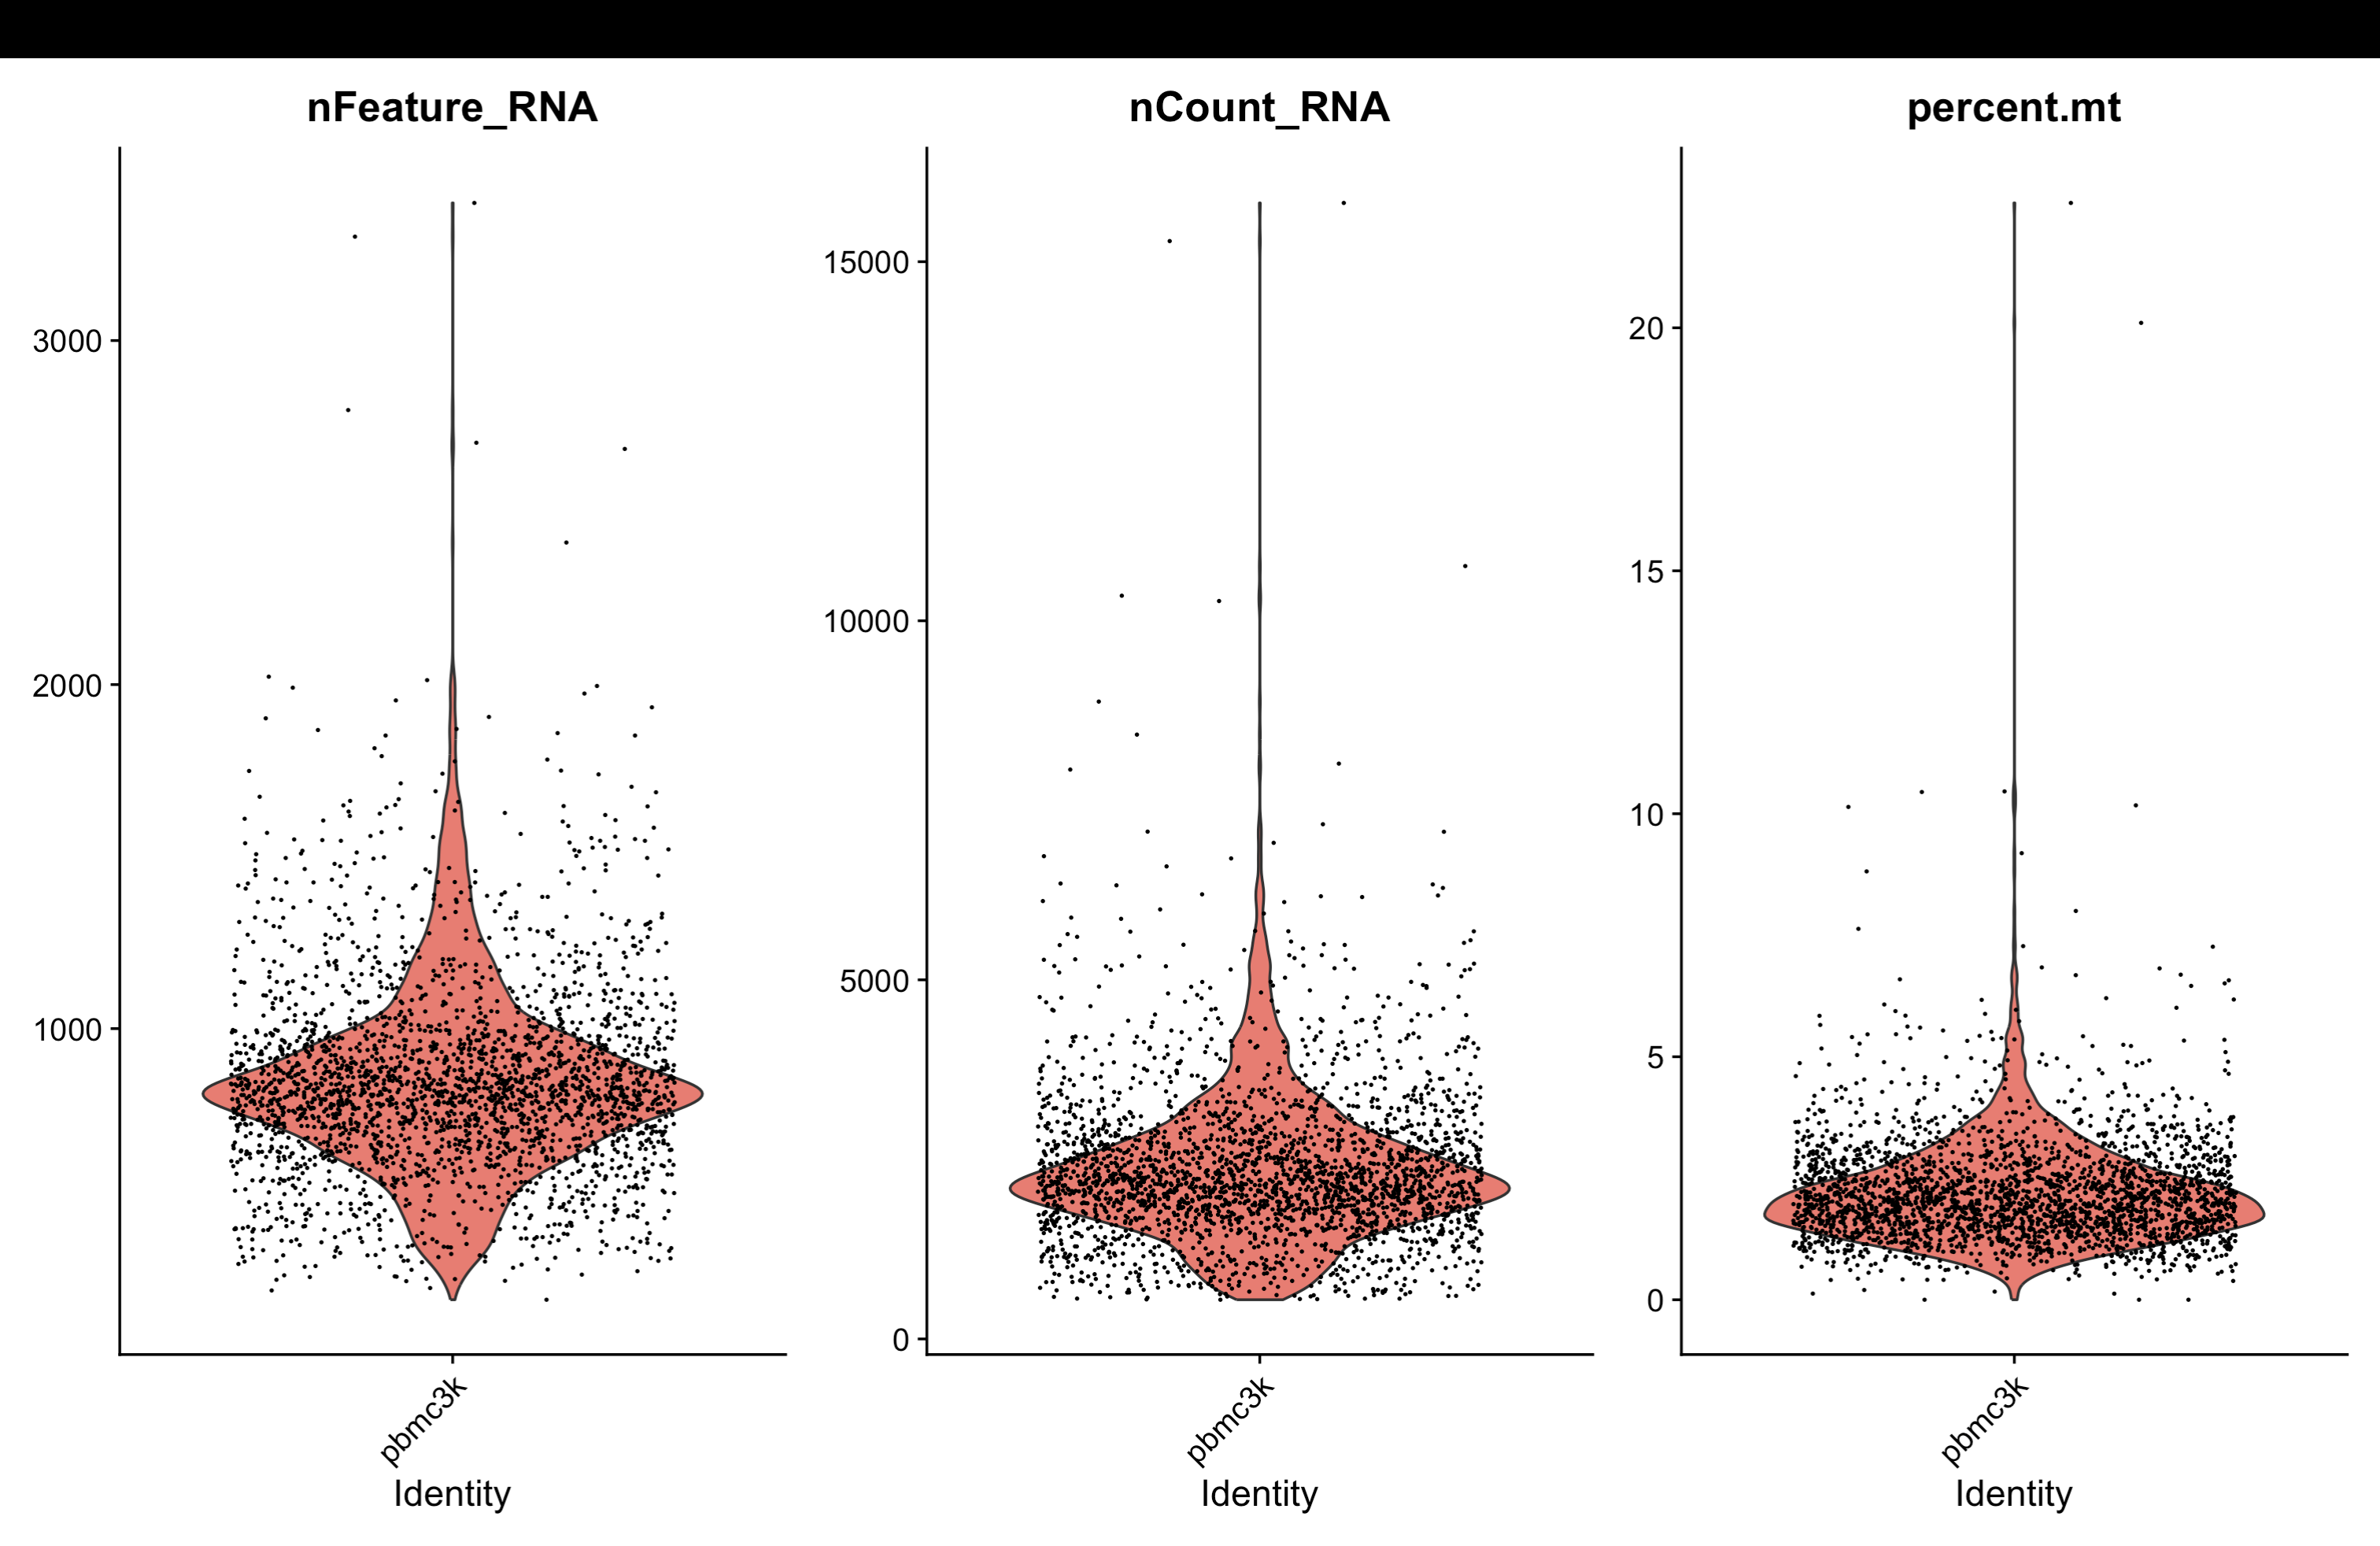 nFeature_RNA
3000
2000
1000
pbmc3k
Identity
nCount_RNA
15000
10000
5000
0
pbmc3k
Identity
percent.mt
20
15
10
5
0
pbmc3k
Identity